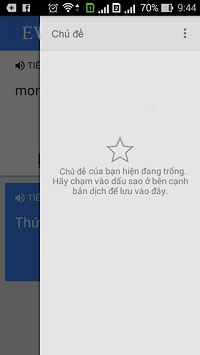 70% 9:44
EV
Chủ đề
TIẾ
mor
Chủ đề của bạn hiện đang trống.
Hãy chạm vào dấu sao ở bên cạnh
bản dịch để lưu vào đây.
TIẾ
Thứ